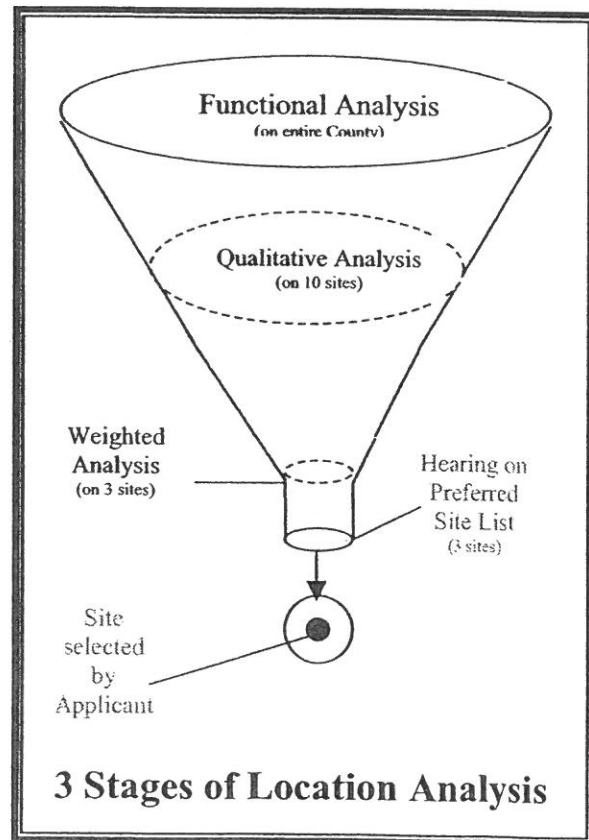 Functional Analysis
(on entire County)
Qualitative Analysis
(on 10 sites)
Weighted
Analysis
(on 3 sites)
Hearing on
Preferred
Site List
(3 sites)
Site
selected
by
Applicant
3 Stages of Location Analysis